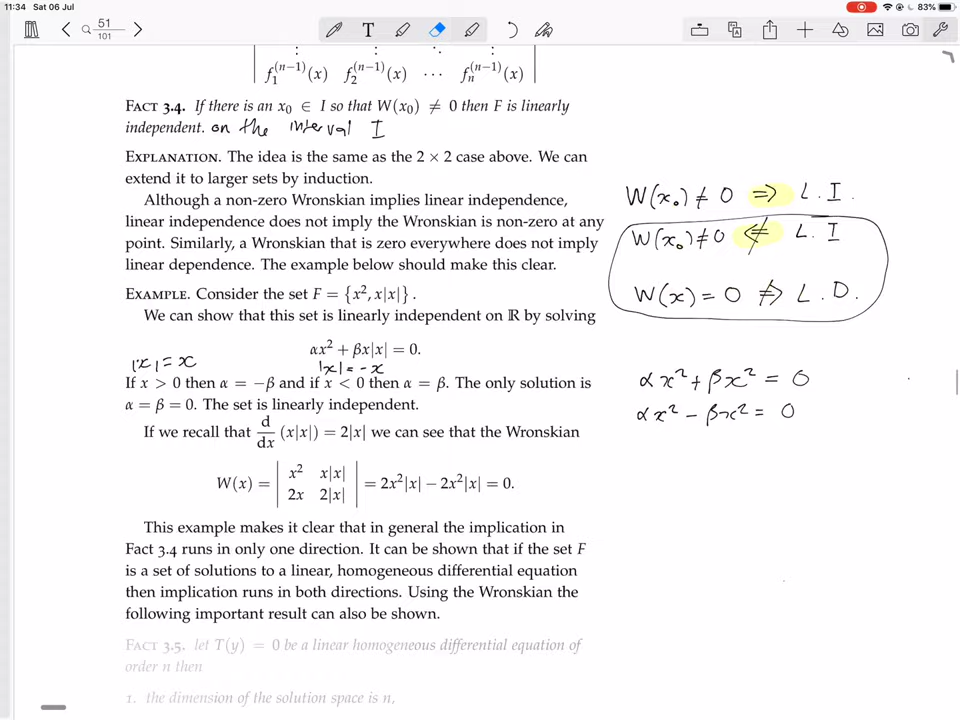 11:34 Sat 06 Jul
83%
51
101
T
f₁⁽ⁿ⁻¹⁾(x) f₂⁽ⁿ⁻¹⁾(x) ⋯ fₙ⁽ⁿ⁻¹⁾(x)
FACT 3.4. If there is an x₀ ∈ I so that W(x₀) ≠ 0 then F is linearly
independent. on the interval I
EXPLANATION. The idea is the same as the 2 × 2 case above. We can
extend it to larger sets by induction.
Although a non-zero Wronskian implies linear independence,
linear independence does not imply the Wronskian is non-zero at any
point. Similarly, a Wronskian that is zero everywhere does not imply
linear dependence. The example below should make this clear.
W(x₀) ≠ 0 ⇒ L.I.
W(x₀) ≠ 0 ⇍ L.I
W(x) = 0 ⇏ L.D.
EXAMPLE. Consider the set F = {x², x|x|}.
We can show that this set is linearly independent on ℝ by solving
αx² + βx|x| = 0.
|x| = x |x| = -x
If x > 0 then α = −β and if x < 0 then α = β. The only solution is
α = β = 0. The set is linearly independent.
αx² + βx² = 0
αx² − βx² = 0
If we recall that d/dx (x|x|) = 2|x| we can see that the Wronskian
W(x) = | x² x|x| |
| 2x 2|x| | = 2x²|x| − 2x²|x| = 0.
This example makes it clear that in general the implication in
Fact 3.4 runs in only one direction. It can be shown that if the set F
is a set of solutions to a linear, homogeneous differential equation
then implication runs in both directions. Using the Wronskian the
following important result can also be shown.
FACT 3.5. let T(y) = 0 be a linear homogeneous differential equation of
order n then
1. the dimension of the solution space is n,